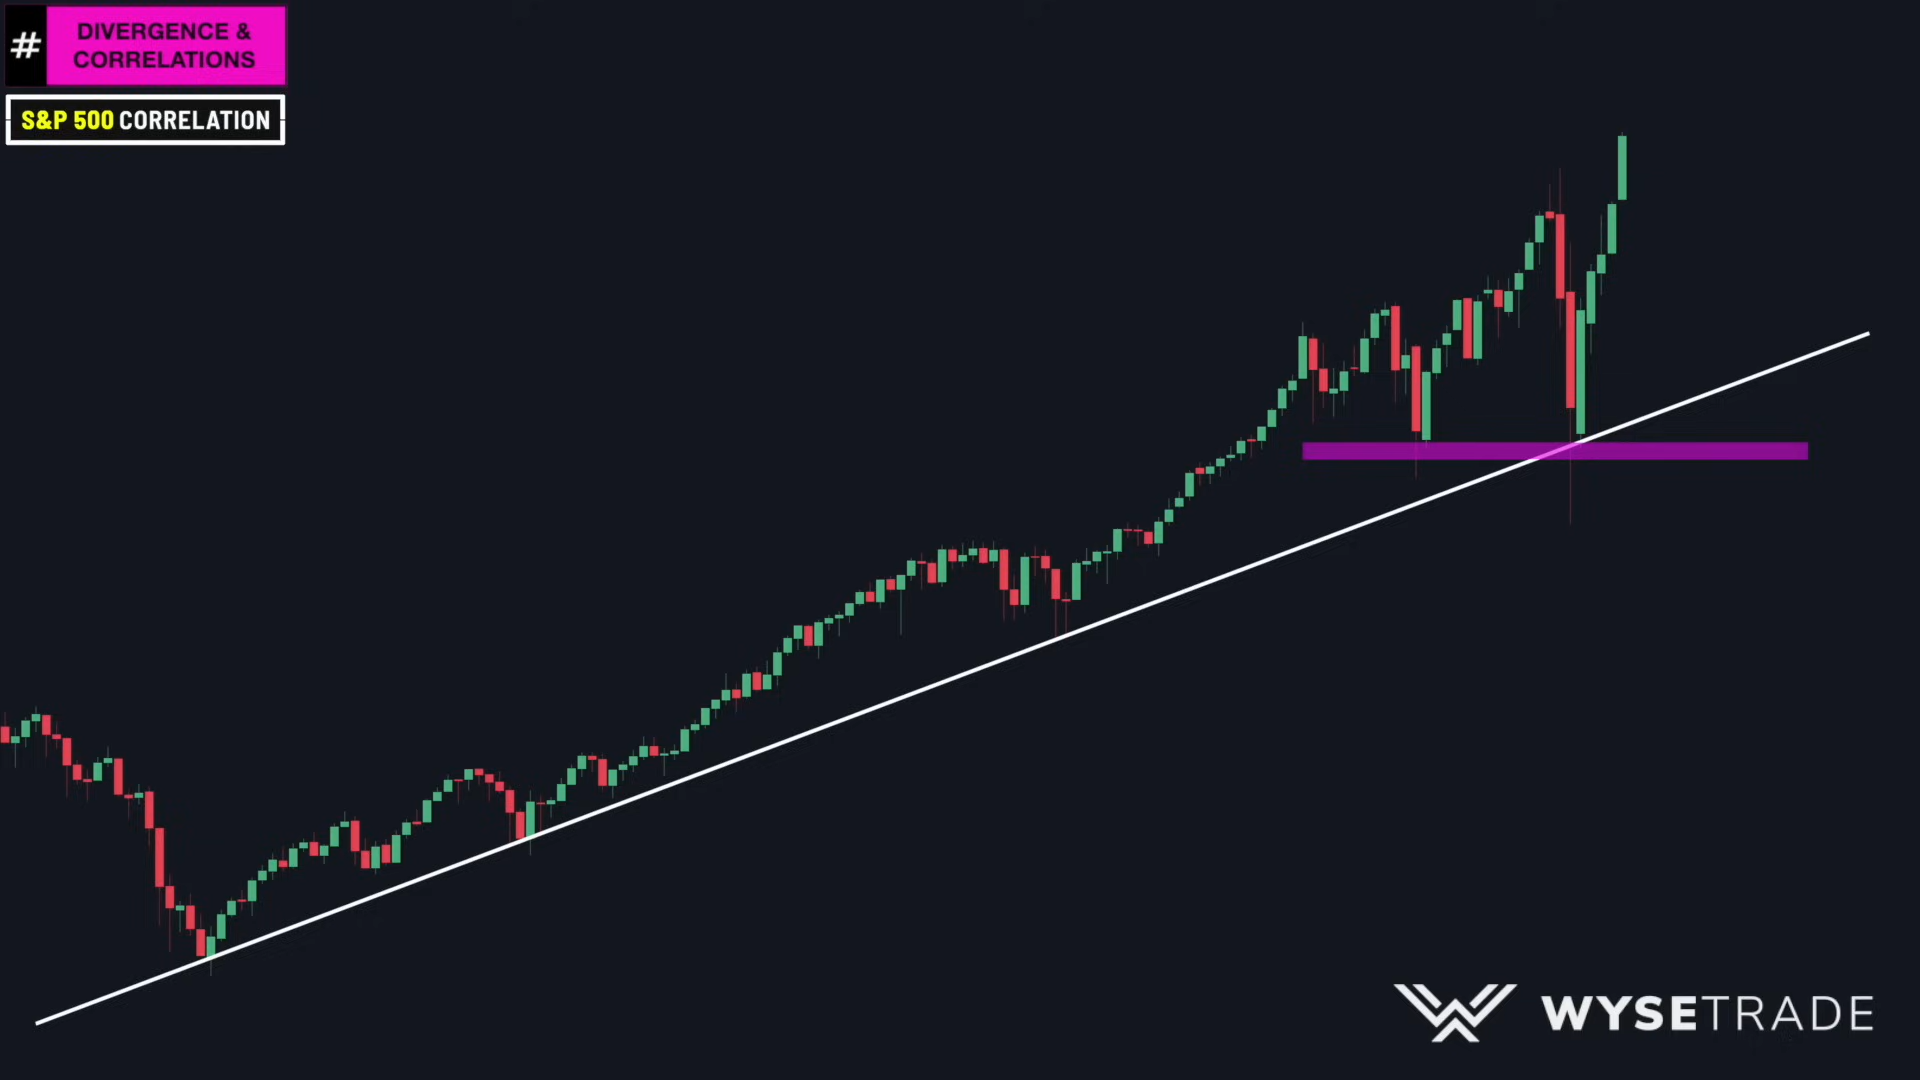 #
DIVERGENCE &
CORRELATIONS
S&P 500 CORRELATION
WYSETRADE